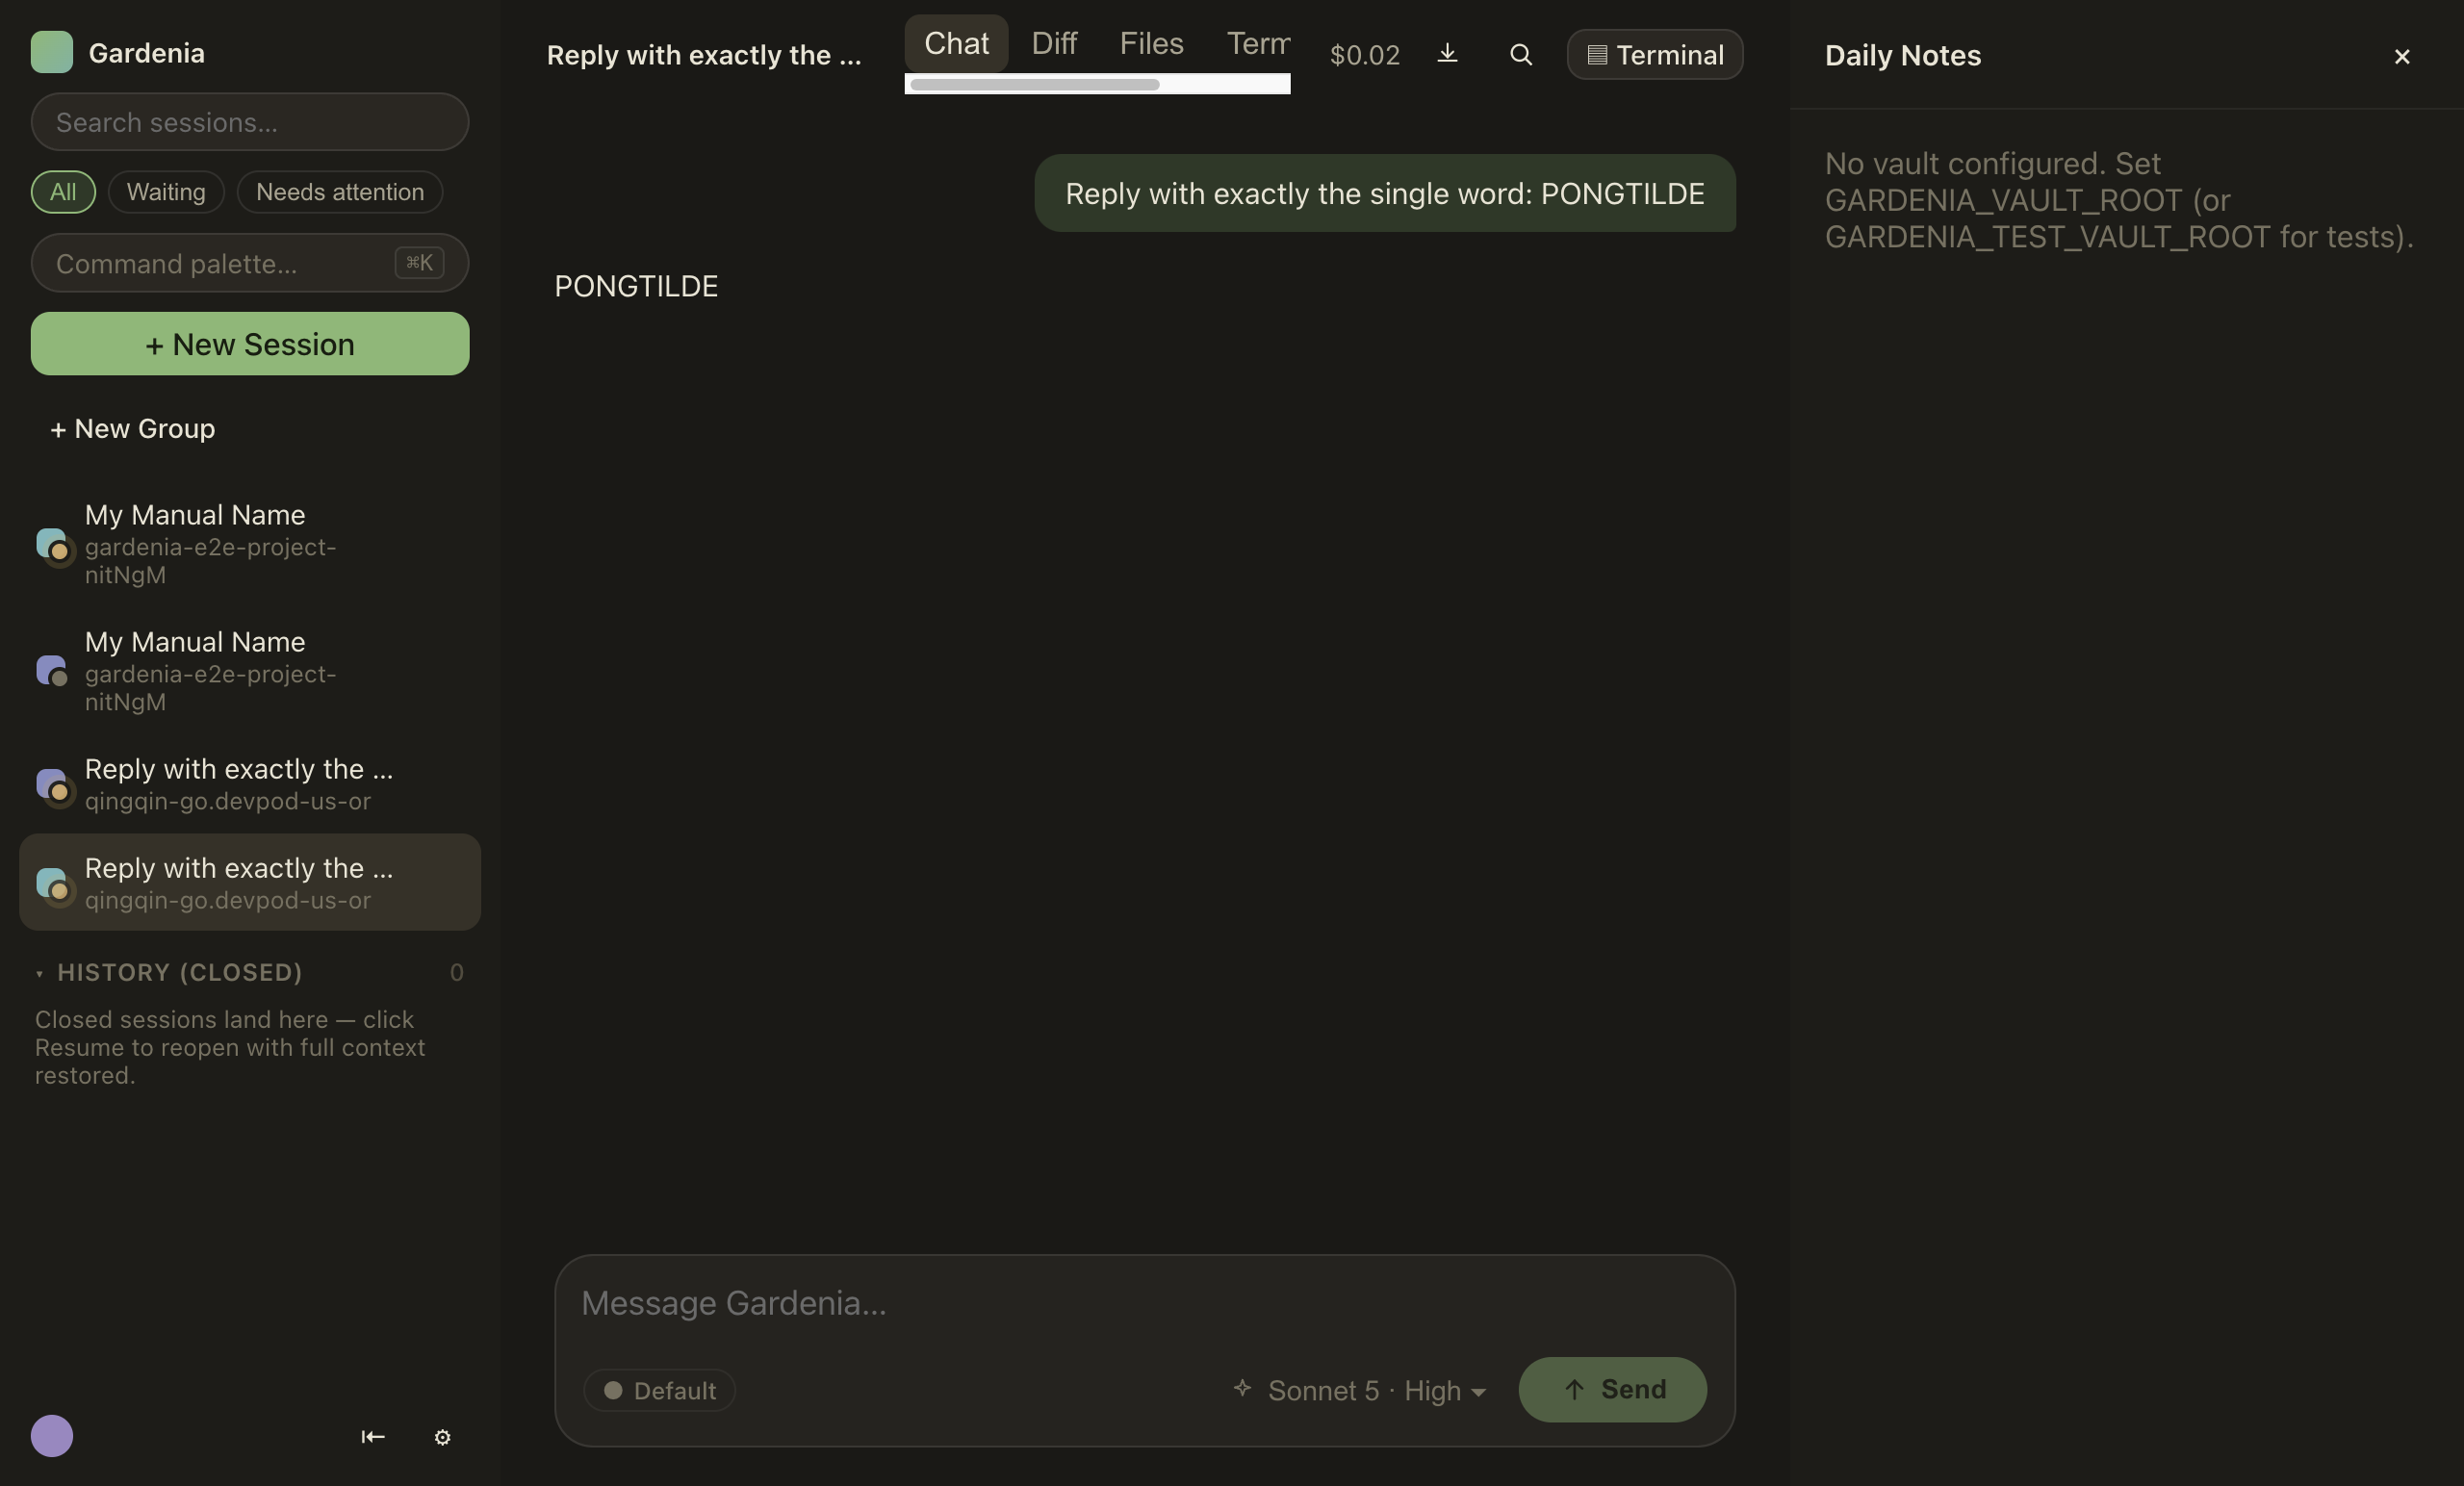 Gardenia
Search sessions...
All
Waiting
Needs attention
Command palette...
⌘K
+ New Session
+ New Group
My Manual Name
gardenia-e2e-project-
nitNgM
My Manual Name
gardenia-e2e-project-
nitNgM
Reply with exactly the ...
qingqin-go.devpod-us-or
Reply with exactly the ...
qingqin-go.devpod-us-or
HISTORY (CLOSED)
0
Closed sessions land here — click
Resume to reopen with full context
restored.
Reply with exactly the ...
Chat
Diff
Files
Term
$0.02
Terminal
Reply with exactly the single word: PONGTILDE
PONGTILDE
Message Gardenia...
Default
Sonnet 5 · High
Send
Daily Notes
No vault configured. Set
GARDENIA_VAULT_ROOT (or
GARDENIA_TEST_VAULT_ROOT for tests).